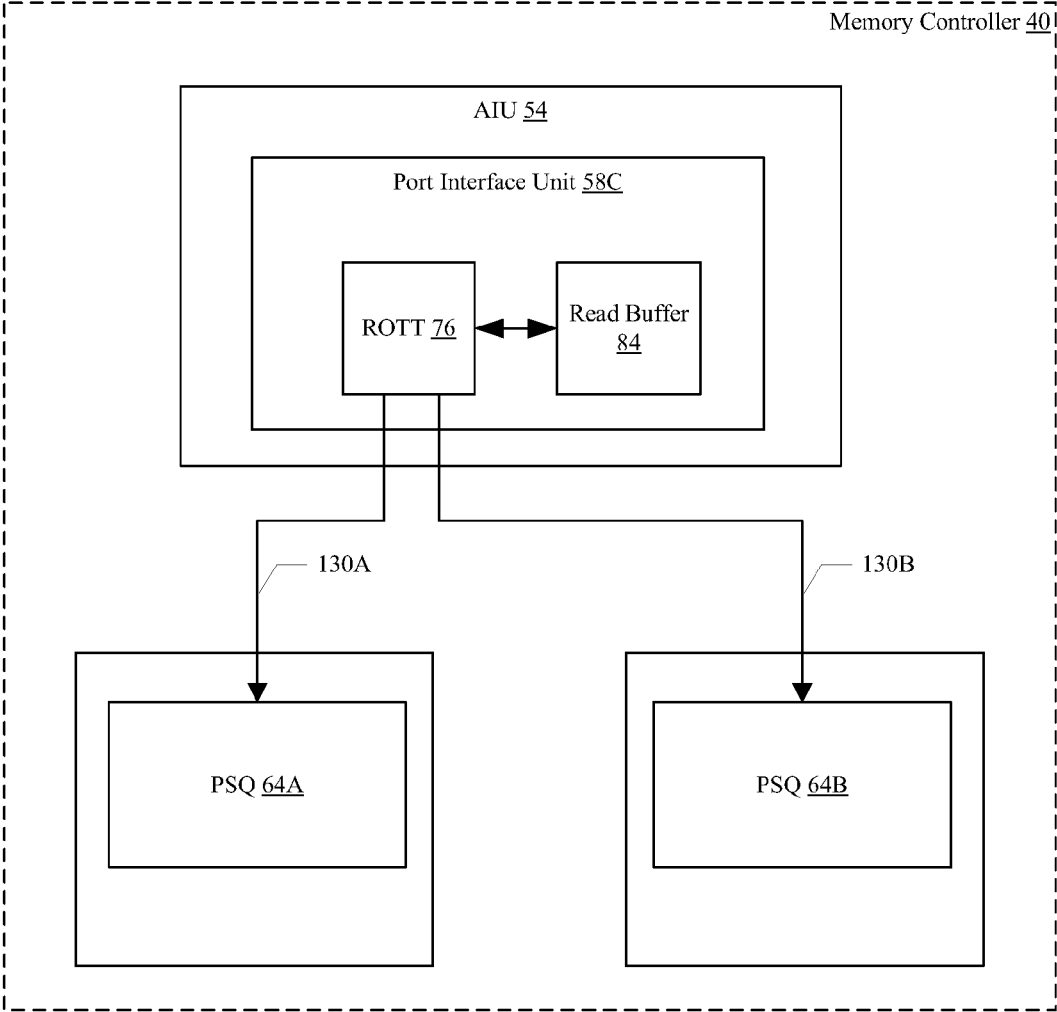 Memory Controller 40
AIU 54
Port Interface Unit 58C
ROTT 76
Read Buffer
84
130A
130B
PSQ 64A
PSQ 64B